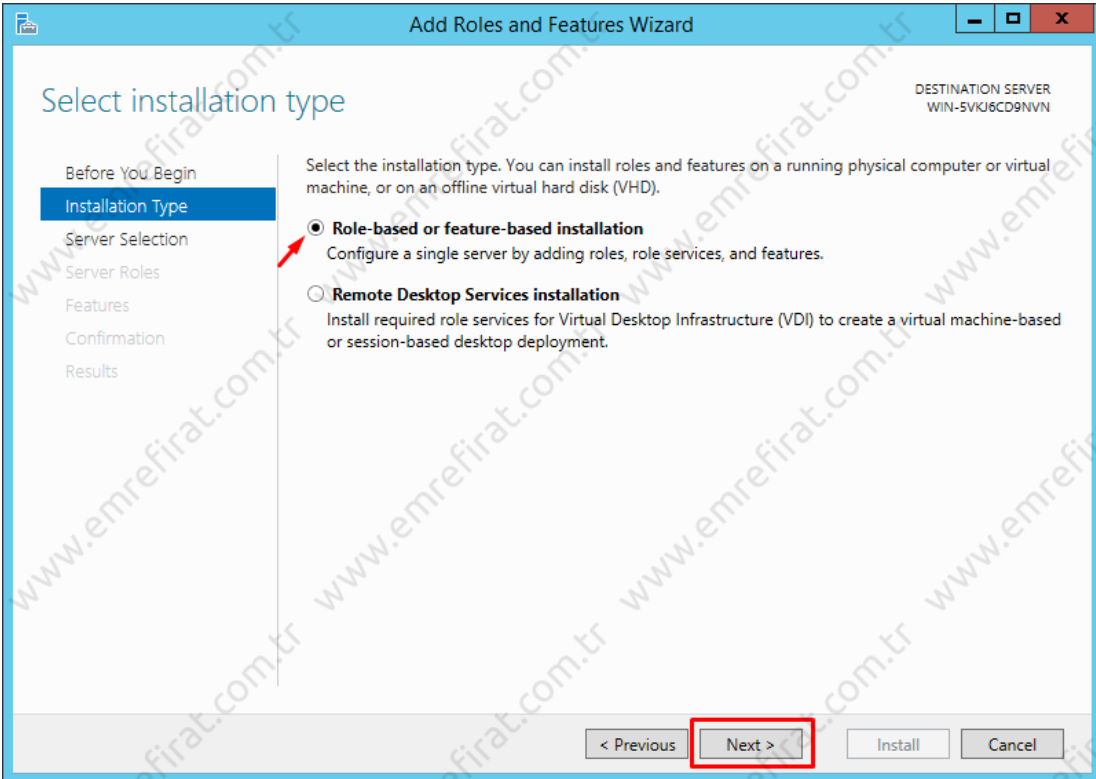 Add Roles and Features Wizard
Select installation type
DESTINATION SERVER
WIN-5VKJ6CD9NVN
Before You Begin
Installation Type
Server Selection
Server Roles
Features
Confirmation
Results
Select the installation type. You can install roles and features on a running physical computer or virtual
machine, or on an offline virtual hard disk (VHD).
Role-based or feature-based installation
Configure a single server by adding roles, role services, and features.
Remote Desktop Services installation
Install required role services for Virtual Desktop Infrastructure (VDI) to create a virtual machine-based
or session-based desktop deployment.
< Previous
Next >
Install
Cancel
www.emrefirat.com.tr